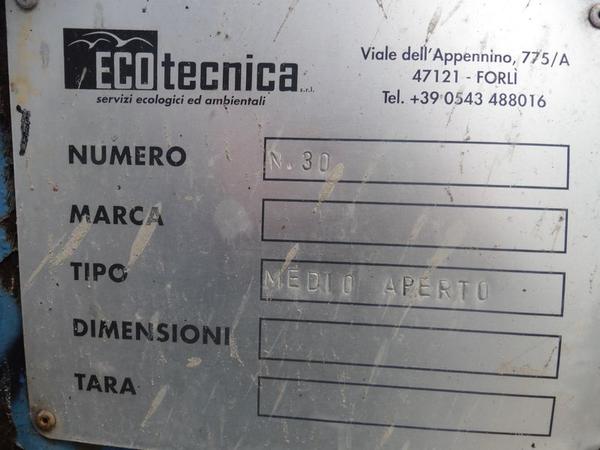 ECOtecnica s.r.l.
servizi ecologici ed ambientali
Viale dell'Appennino, 775/A
47121 - FORLÌ
Tel. +39 0543 488016
NUMERO N.30
MARCA
TIPO MEDIO APERTO
DIMENSIONI
TARA